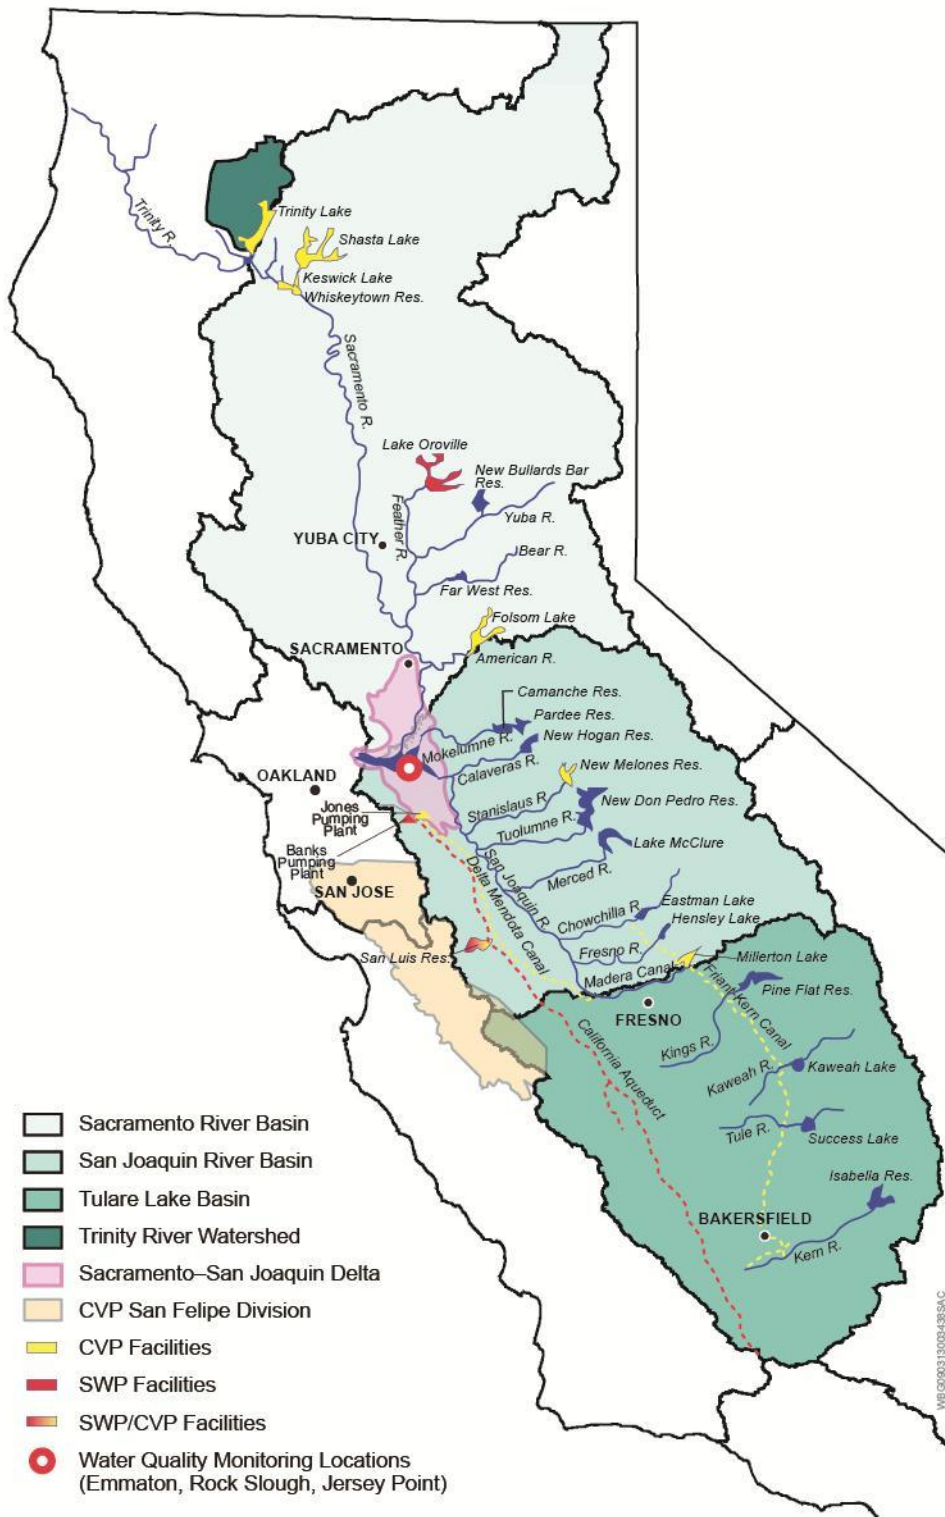 Trinity R.
Trinity Lake
Shasta Lake
Keswick Lake
Whiskeytown Res.
Sacramento R.
Lake Oroville
New Bullards Bar
Res.
Feather R.
Yuba R.
YUBA CITY
Bear R.
Far West Res.
Folsom Lake
SACRAMENTO
American R.
Camanche Res.
Pardee Res.
Mokelumne R.
New Hogan Res.
Calaveras R.
OAKLAND
New Melones Res.
Jones
Pumping
Plant
Stanislaus R.
New Don Pedro Res.
Tuolumne R.
Banks
Pumping
Plant
Lake McClure
SAN JOSE
San Joaquin R.
Merced R.
Delta Mendota Canal
Eastman Lake
Chowchilla R.
Hensley Lake
San Luis Res.
Fresno R.
Millerton Lake
Madera Canal
Friant Kern Canal
Pine Flat Res.
FRESNO
Kings R.
California Aqueduct
Kaweah R.
Kaweah Lake
Tule R.
Success Lake
Isabella Res.
BAKERSFIELD
Kern R.
Sacramento River Basin
San Joaquin River Basin
Tulare Lake Basin
Trinity River Watershed
Sacramento–San Joaquin Delta
CVP San Felipe Division
CVP Facilities
SWP Facilities
SWP/CVP Facilities
Water Quality Monitoring Locations
(Emmaton, Rock Slough, Jersey Point)
WBG090313003438SAC